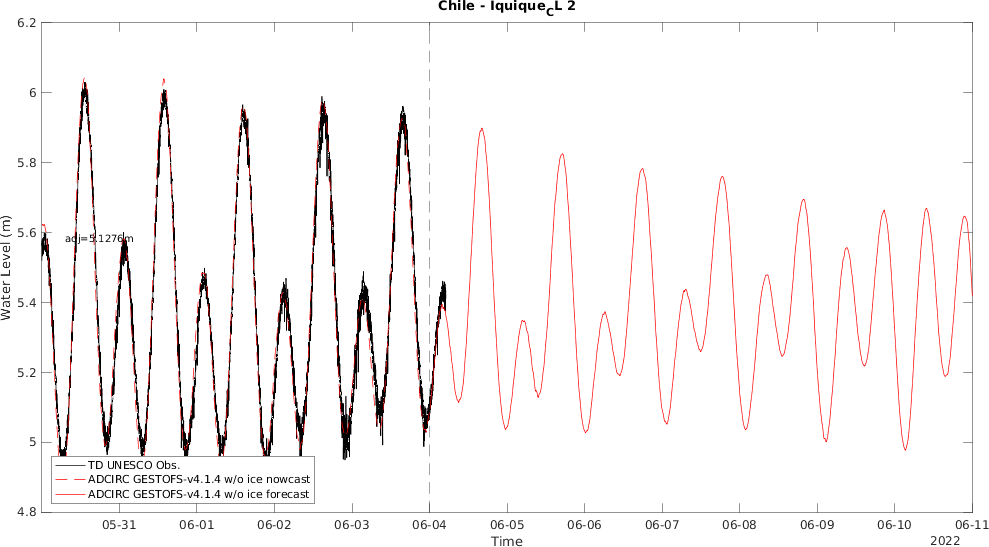 Chile - Iquique_CL 2
6.2
6
5.8
5.6
5.4
5.2
5
4.8
Water Level (m)
adj=5.1276m
TD UNESCO Obs.
ADCIRC GESTOFS-v4.1.4 w/o ice nowcast
ADCIRC GESTOFS-v4.1.4 w/o ice forecast
05-31 06-01 06-02 06-03 06-04 06-05 06-06 06-07 06-08 06-09 06-10 06-11
Time
2022